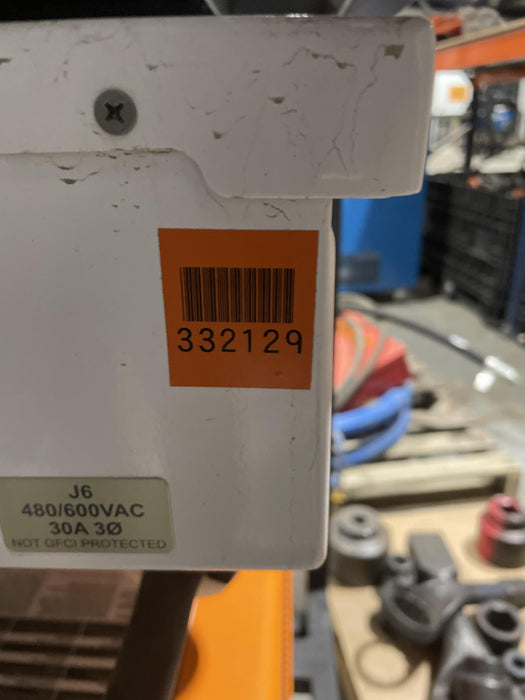 332129
J6
480/600VAC
30A 3Ø
NOT GFCI PROTECTED